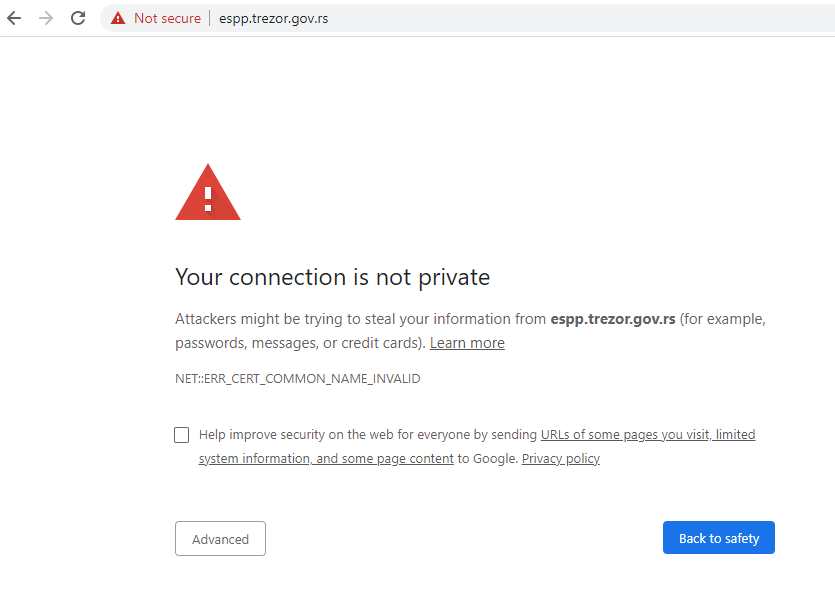 Not secure espp.trezor.gov.rs
Your connection is not private
Attackers might be trying to steal your information from espp.trezor.gov.rs (for example,
passwords, messages, or credit cards). Learn more
NET::ERR_CERT_COMMON_NAME_INVALID
Help improve security on the web for everyone by sending URLs of some pages you visit, limited
system information, and some page content to Google. Privacy policy
Advanced Back to safety